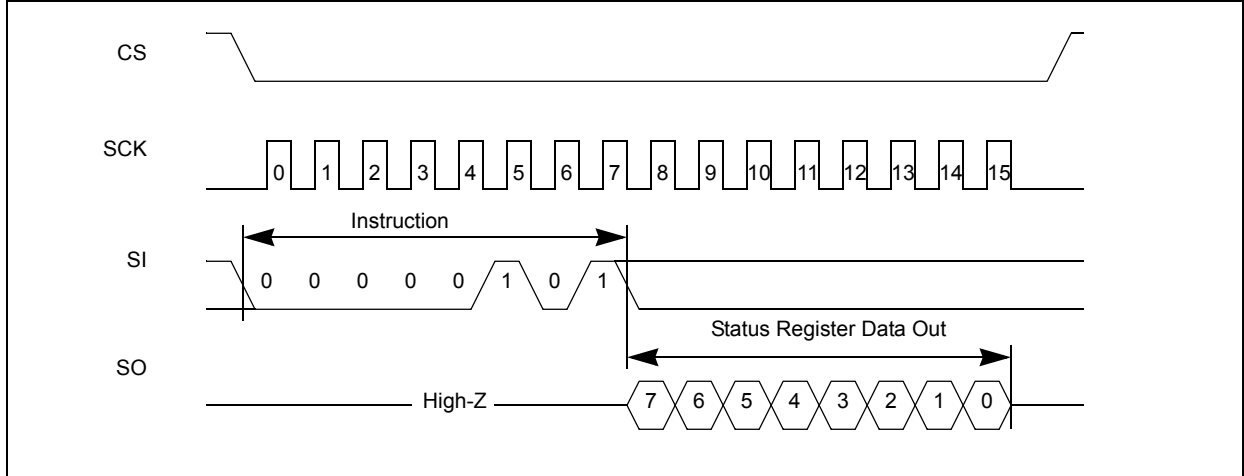 CS
SCK
0 1 2 3 4 5 6 7 8 9 10 11 12 13 14 15
Instruction
SI
0 0 0 0 0 1 0 1
Status Register Data Out
SO
High-Z
7 6 5 4 3 2 1 0